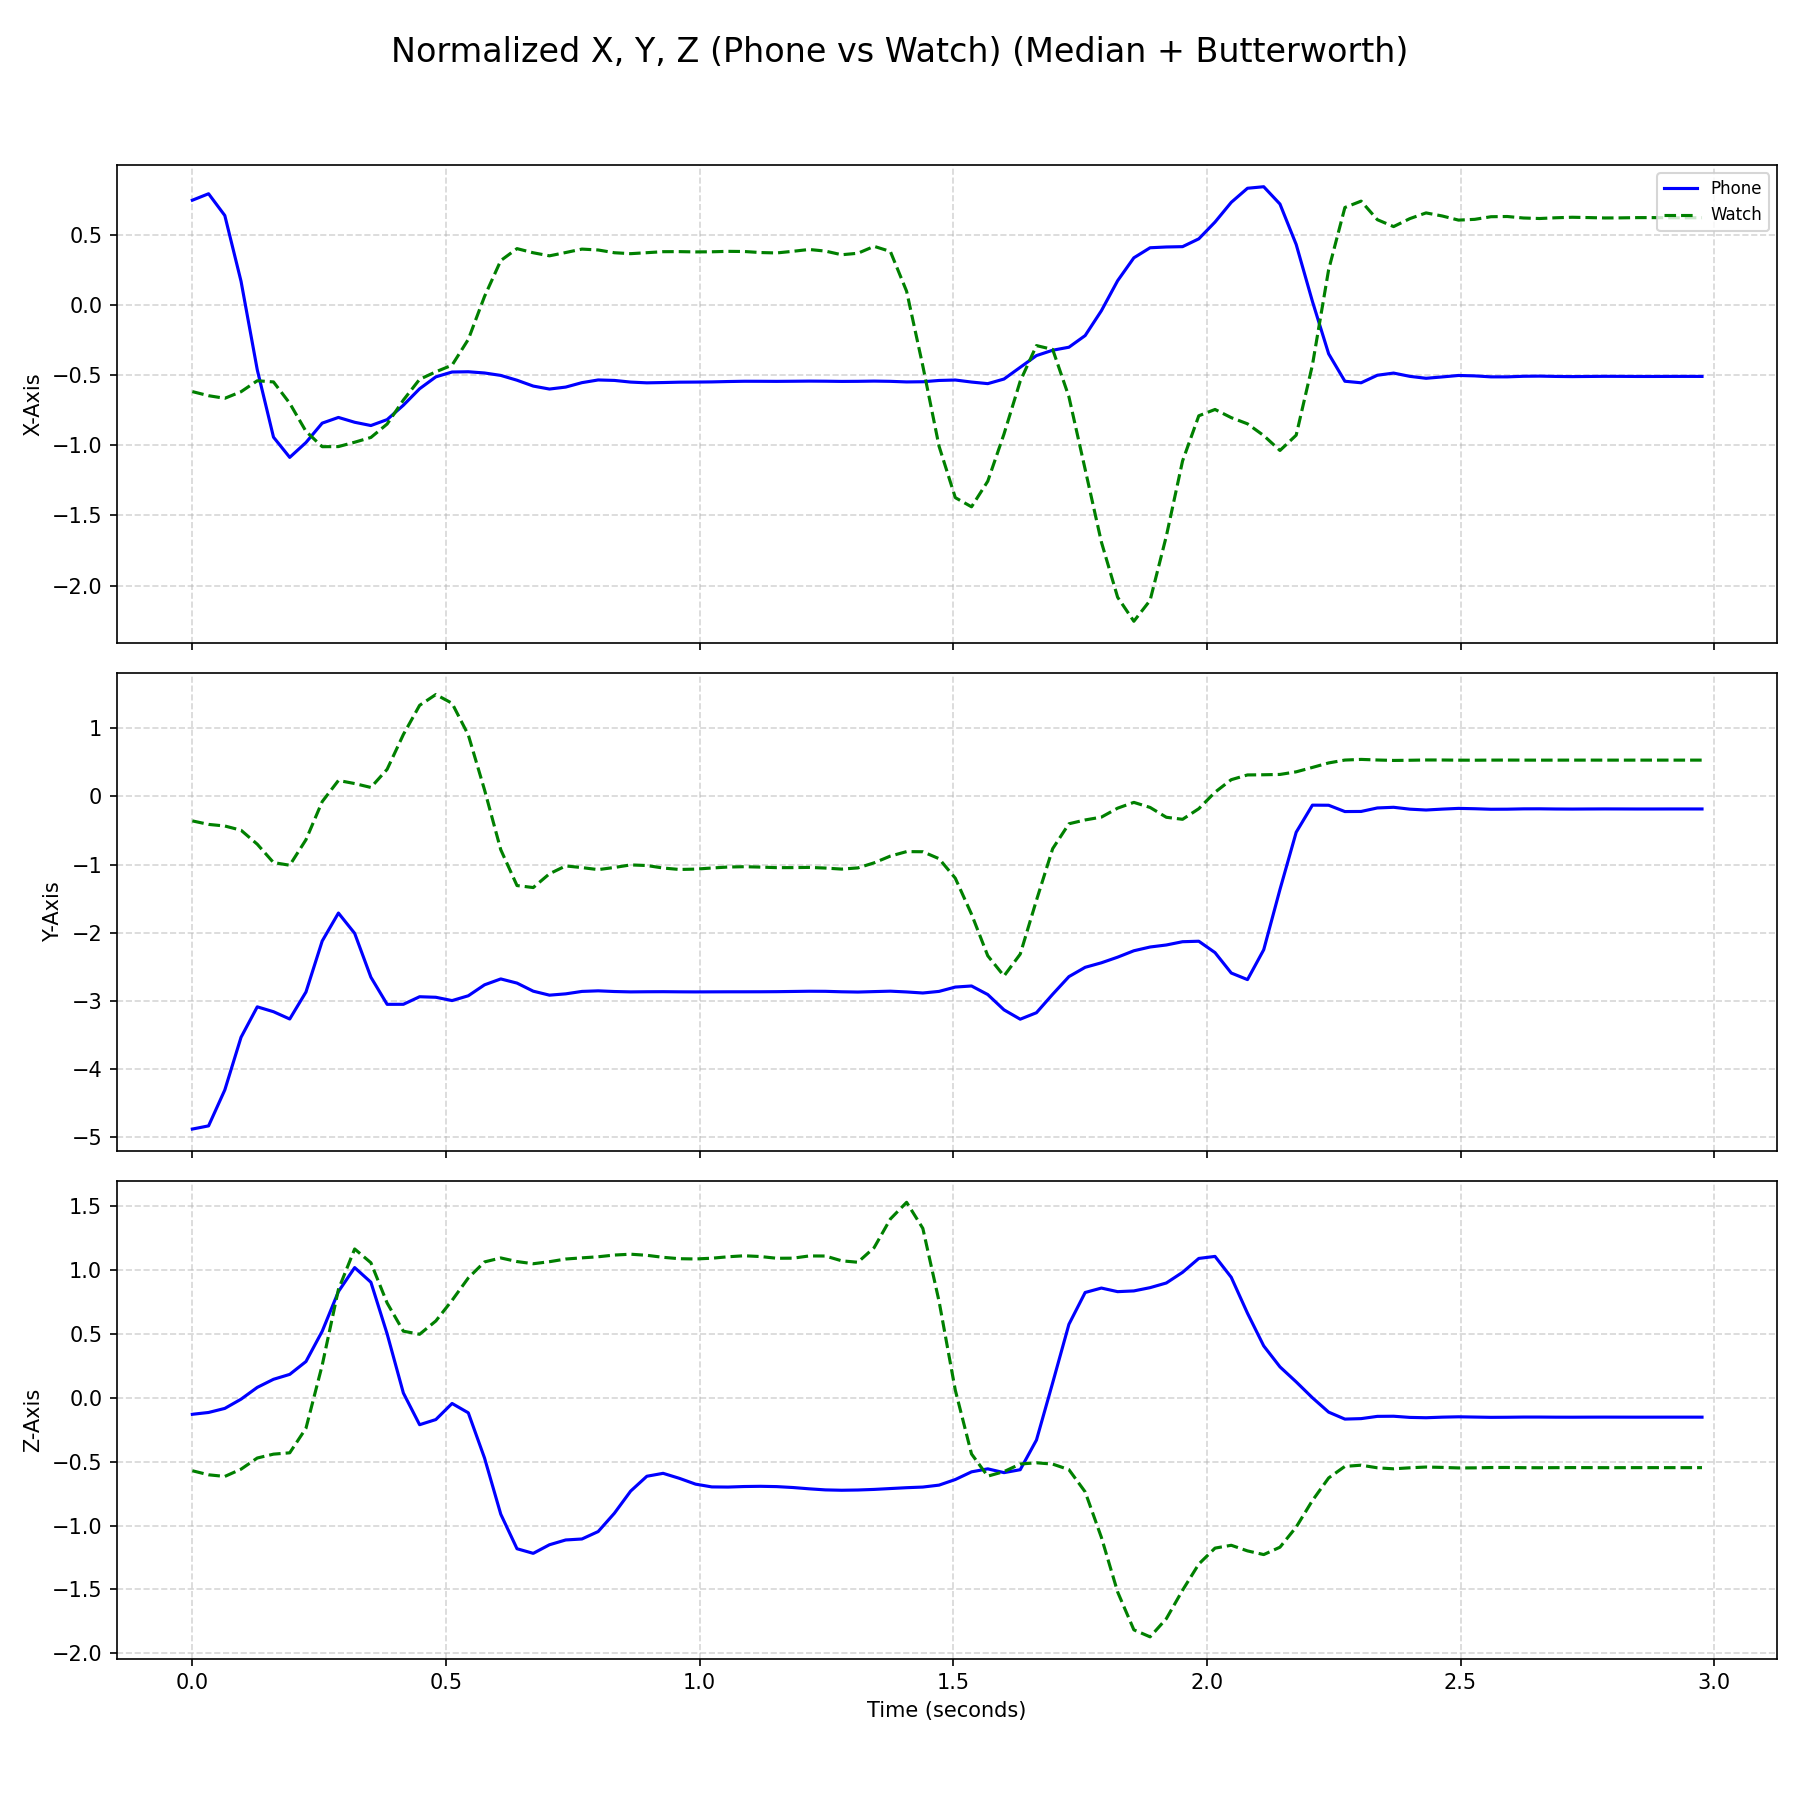 Normalized X, Y, Z (Phone vs Watch) (Median + Butterworth)
Phone
Watch
X-Axis
0.5
0.0
−0.5
−1.0
−1.5
−2.0
Y-Axis
1
0
−1
−2
−3
−4
−5
Z-Axis
1.5
1.0
0.5
0.0
−0.5
−1.0
−1.5
−2.0
0.0 0.5 1.0 1.5 2.0 2.5 3.0
Time (seconds)